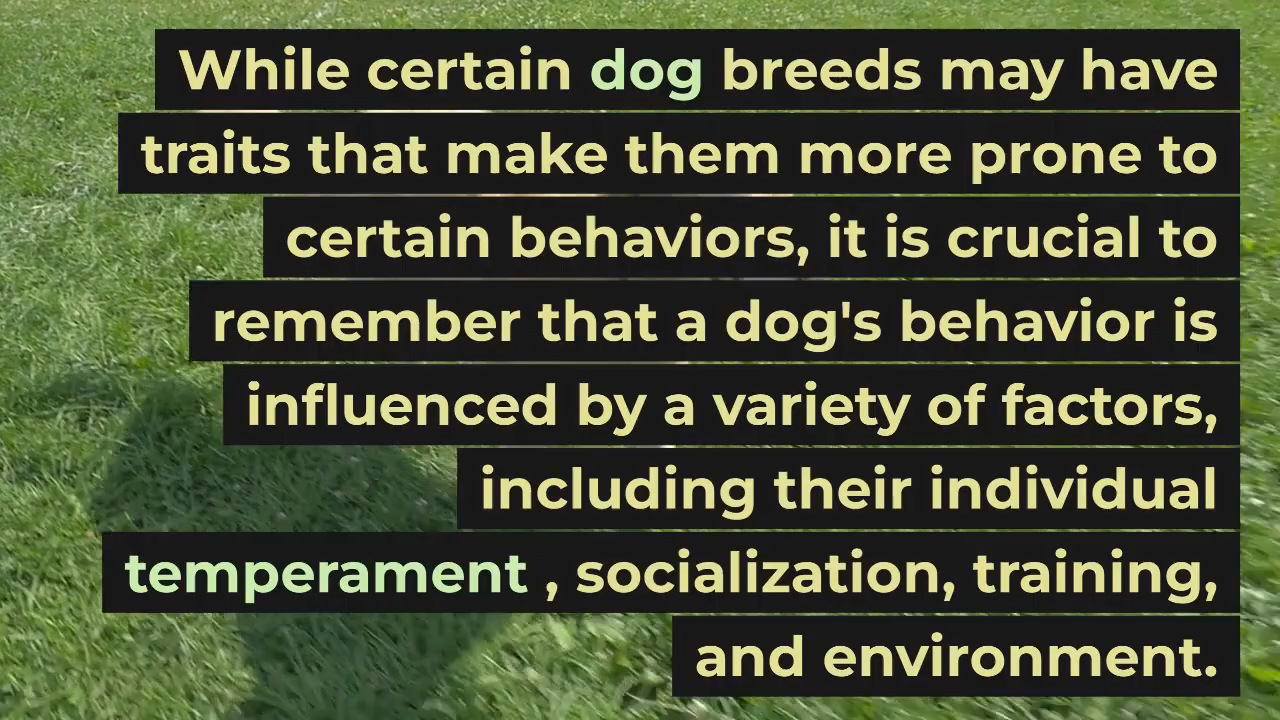 While certain dog breeds may have
traits that make them more prone to
certain behaviors, it is crucial to
remember that a dog's behavior is
influenced by a variety of factors,
including their individual
temperament , socialization, training,
and environment.